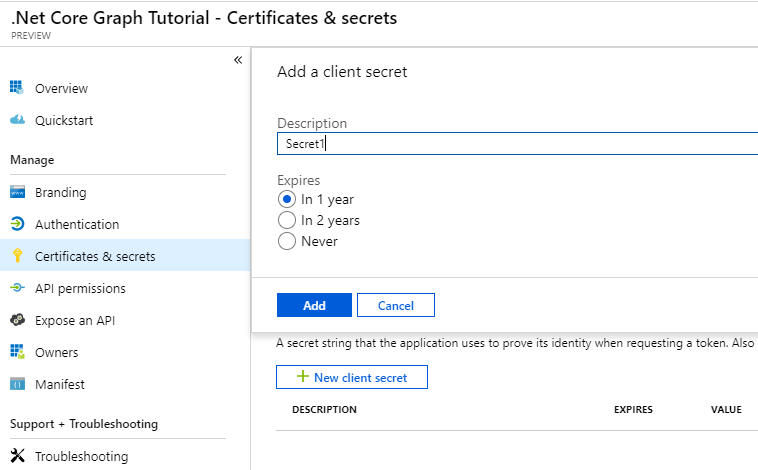 .Net Core Graph Tutorial - Certificates & secrets
PREVIEW
«
Overview
Quickstart
Manage
Branding
Authentication
Certificates & secrets
API permissions
Expose an API
Owners
Manifest
Support + Troubleshooting
Troubleshooting
Add a client secret
Description
Secret1
Expires
In 1 year
In 2 years
Never
Add Cancel
A secret string that the application uses to prove its identity when requesting a token. Also
New client secret
DESCRIPTION EXPIRES VALUE